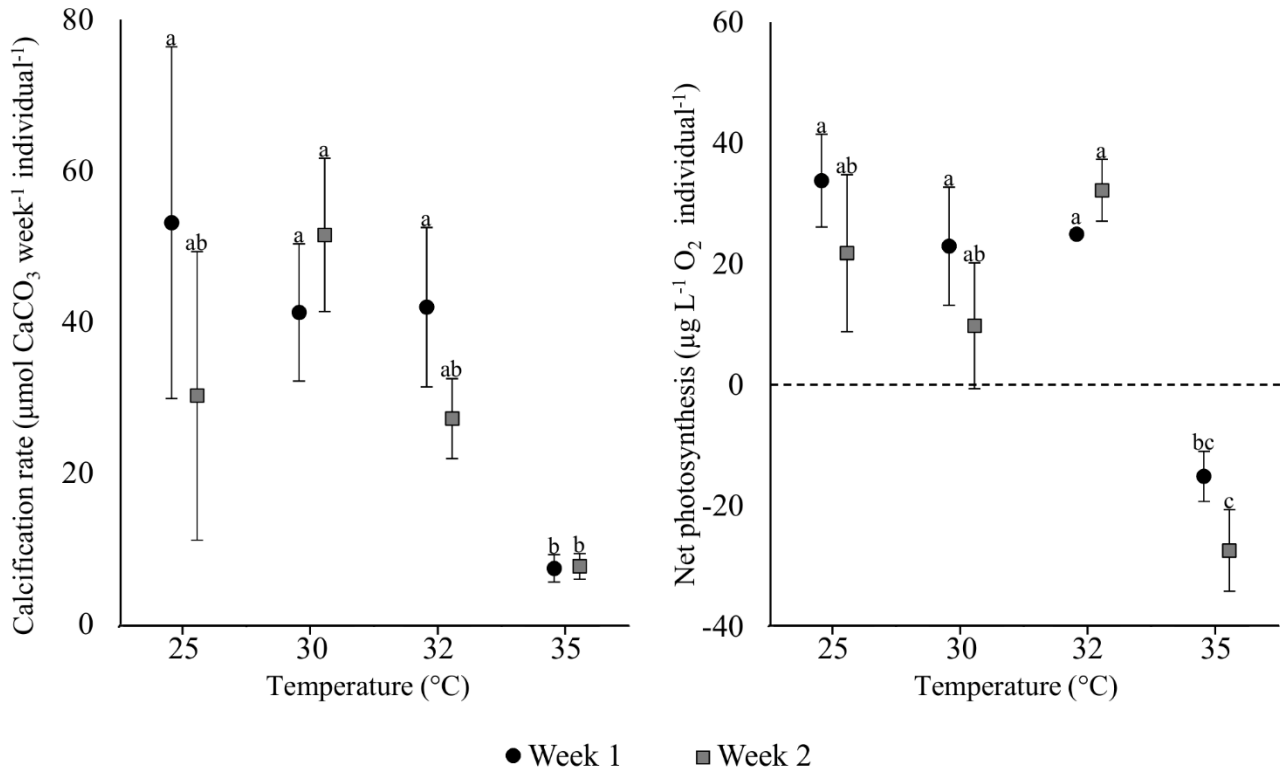 Calcification rate (µmol CaCO₃ week⁻¹ individual⁻¹)
80
60
40
20
0
a
ab
a
a
a
ab
b
b
25
30
32
35
Temperature (°C)
Net photosynthesis (µg L⁻¹ O₂ individual⁻¹)
60
40
20
0
-20
-40
a
ab
a
ab
a
a
bc
c
25
30
32
35
Temperature (°C)
Week 1
Week 2